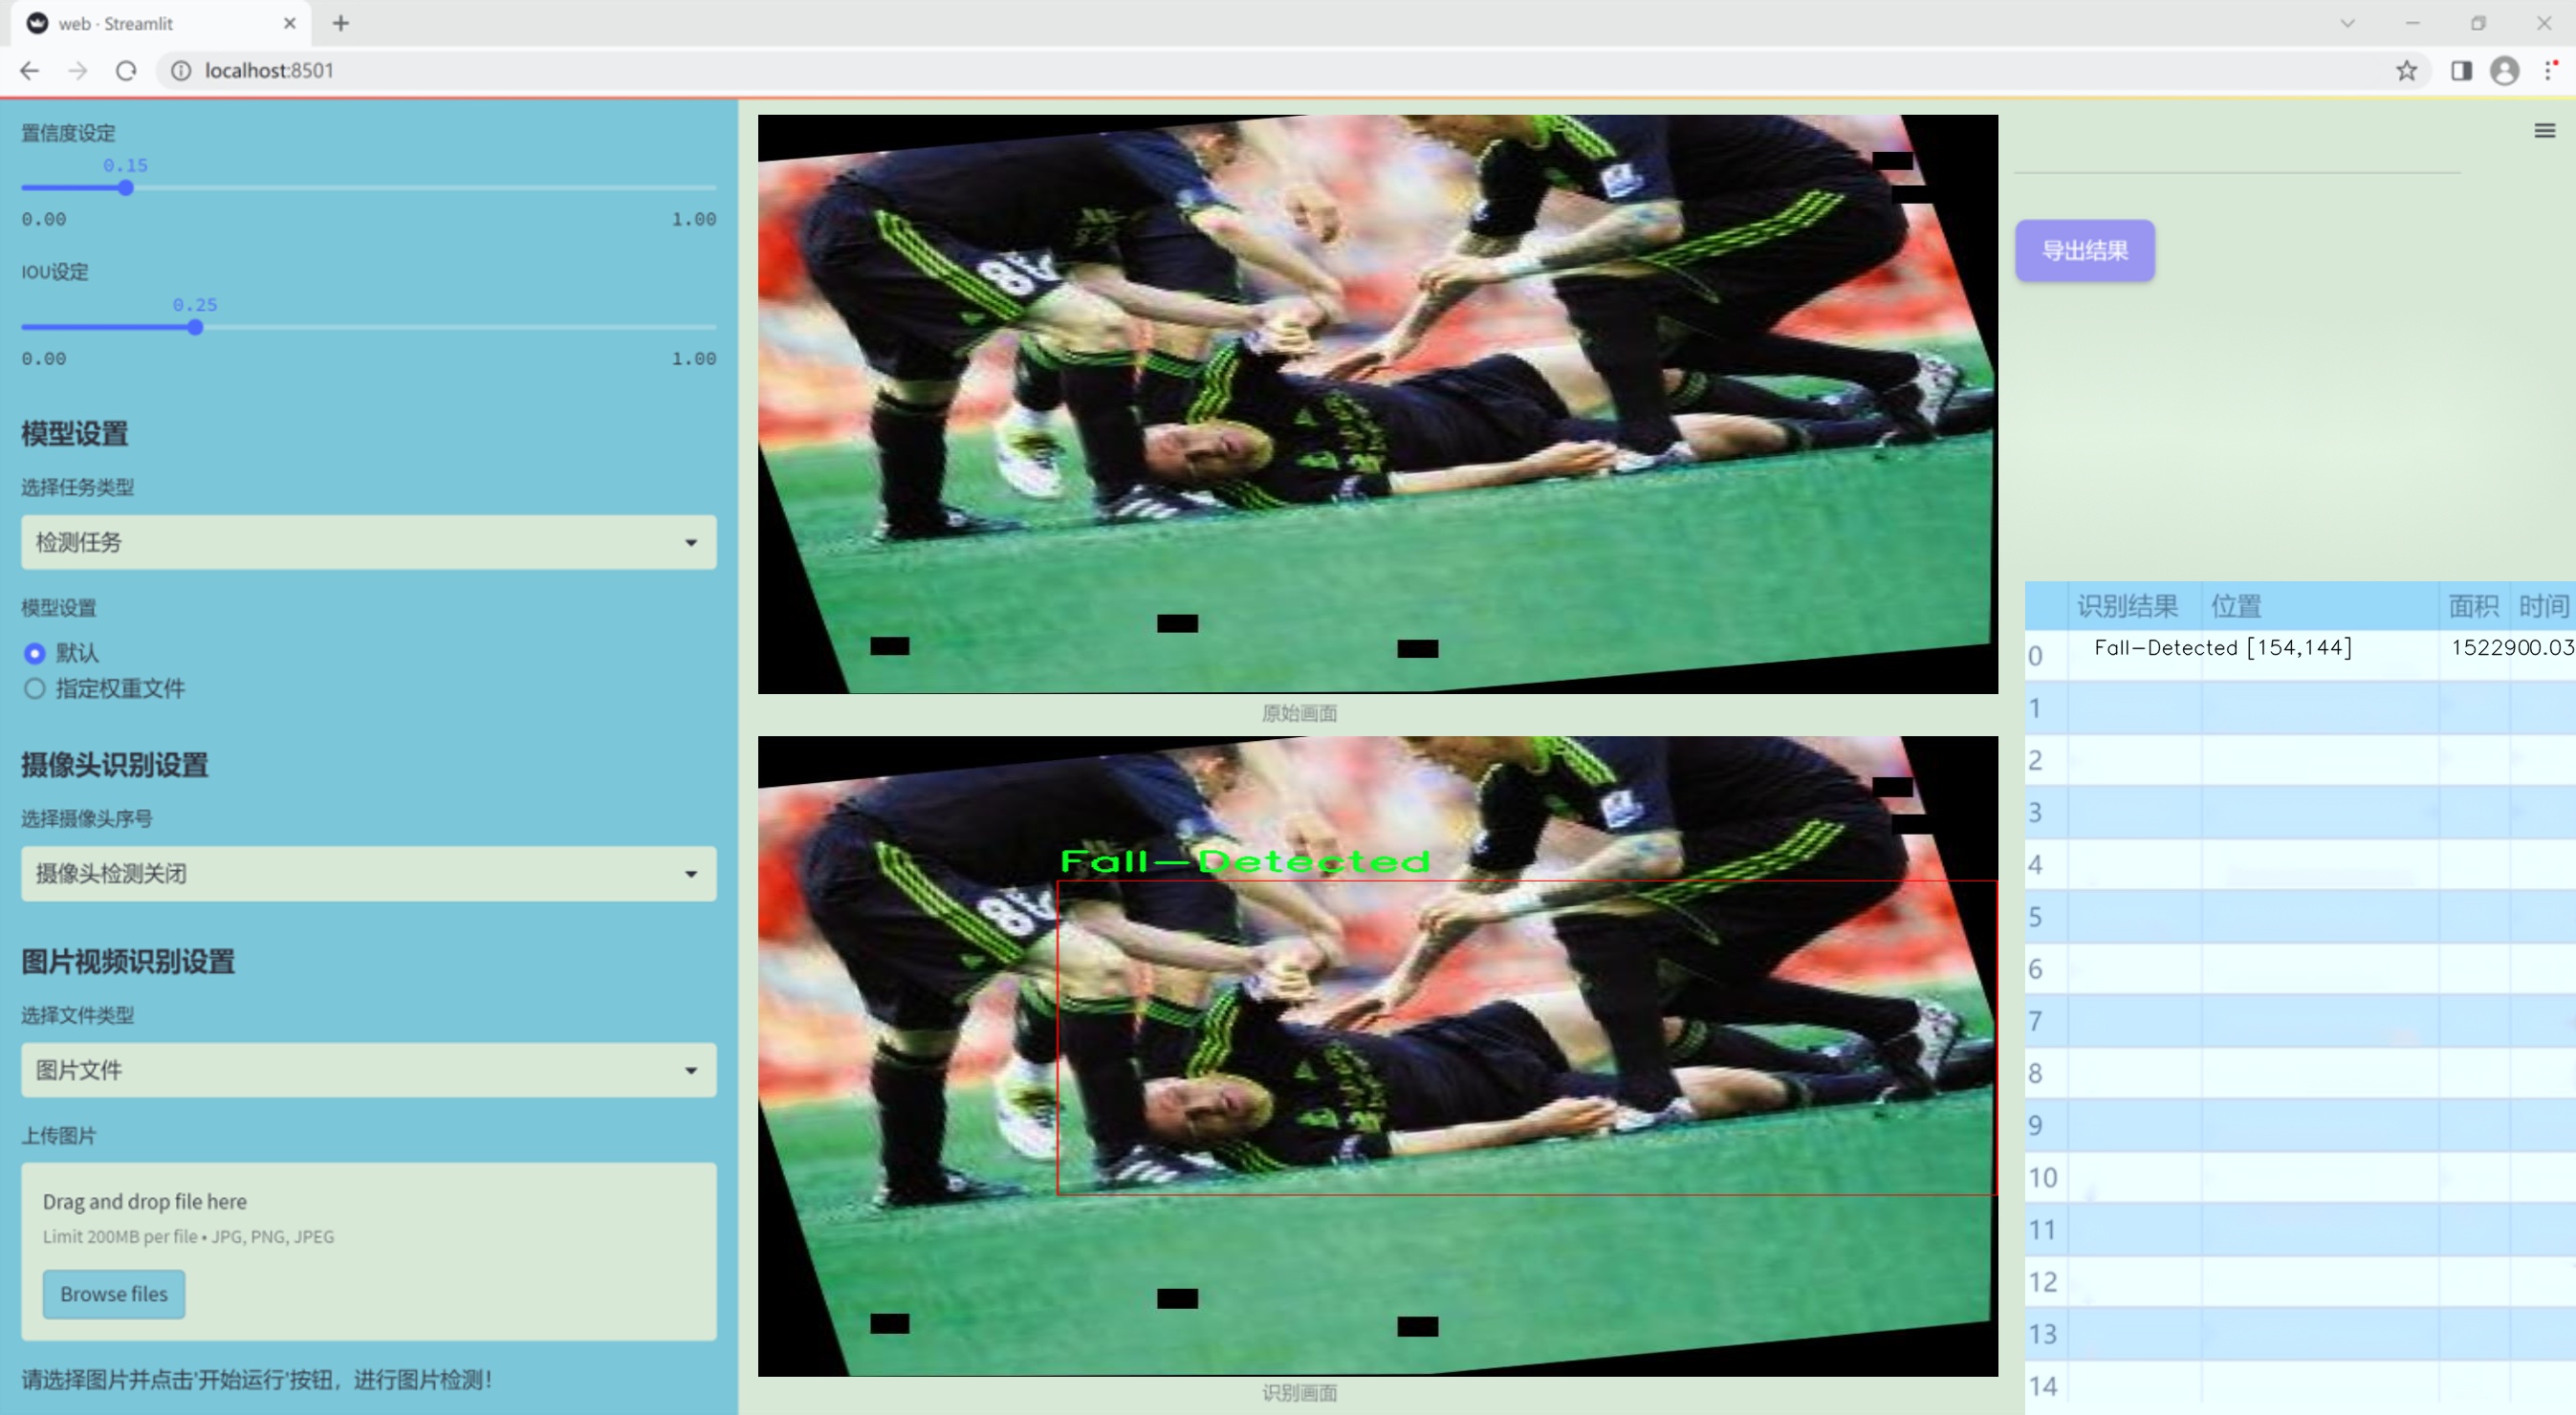 web · Streamlit
localhost:8501
置信度设定
0.15
0.00 1.00
IOU设定
0.25
0.00 1.00
模型设置
选择任务类型
检测任务
模型设置
默认
指定权重文件
摄像头识别设置
选择摄像头序号
摄像头检测关闭
图片视频识别设置
选择文件类型
图片文件
上传图片
Drag and drop file here
Limit 200MB per file • JPG, PNG, JPEG
Browse files
请选择图片并点击'开始运行'按钮，进行图片检测！
原始画面
Fall-Detected
识别画面
导出结果
识别结果 位置 面积 时间
0 Fall-Detected [154,144] 1522900.03
1
2
3
4
5
6
7
8
9
10
11
12
13
14